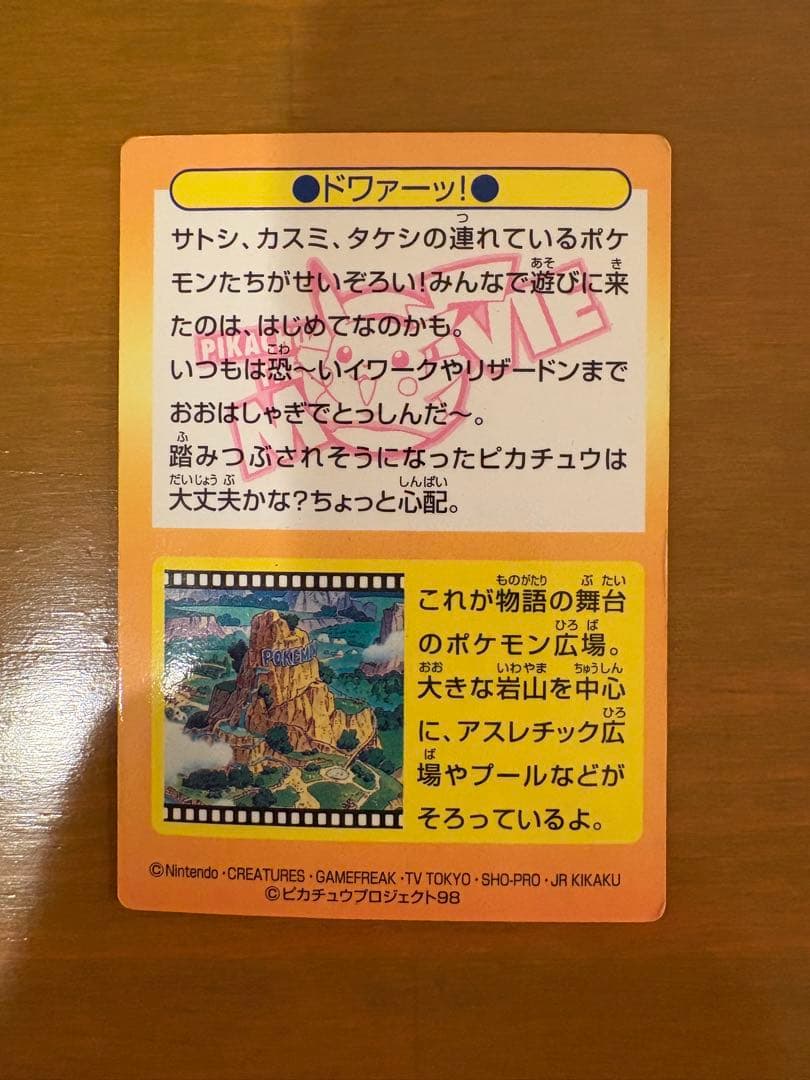 ●ドワァーッ!●
サトシ、カスミ、タケシの連れているポケ
モンたちがせいぞろい!みんなで遊びに来
たのは、はじめてなのかも。
いつもは恐〜いイワークやリザードンまで
おおはしゃぎでとっしんだ〜。
踏みつぶされそうになったピカチュウは
大丈夫かな?ちょっと心配。
PIKACHU
MOVIE
POKEMON
これが物語の舞台
のポケモン広場。
大きな岩山を中心
に、アスレチック広
場やプールなどが
そろっているよ。
©Nintendo・CREATURES・GAMEFREAK・TV TOKYO・SHO-PRO・JR KIKAKU
©ピカチュウプロジェクト98